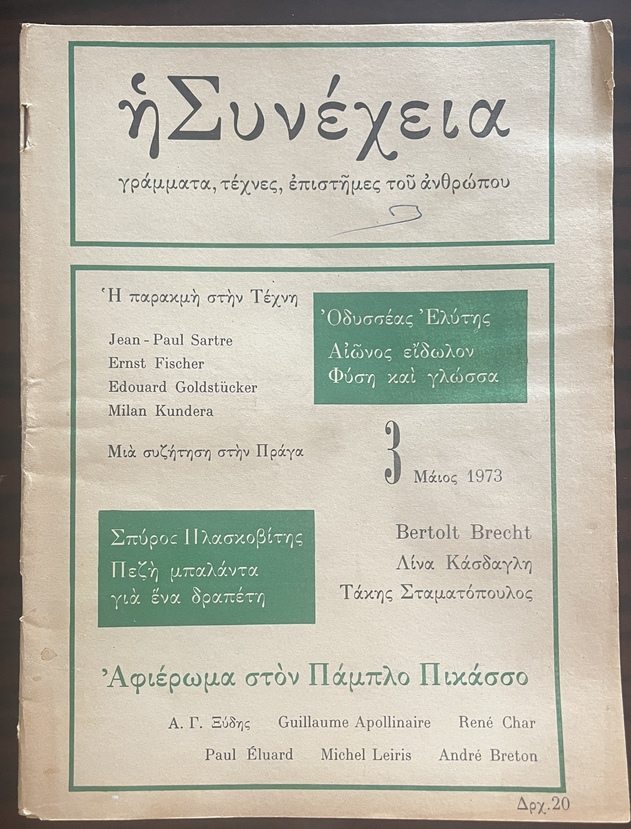 ἡ Συνέχεια
γράμματα, τέχνες, ἐπιστῆμες τοῦ ἀνθρώπου
Ἡ παρακμὴ στὴν Τέχνη
Jean-Paul Sartre
Ernst Fischer
Edouard Goldstücker
Milan Kundera
Μιὰ συζήτηση στὴν Πράγα
Ὀδυσσέας Ἐλύτης
Αἰῶνος εἴδωλον
Φύση καὶ γλώσσα
3 Μάιος 1973
Σπύρος Πλασκοβίτης
Πεζὴ μπαλάντα
γιὰ ἕνα δραπέτη
Bertolt Brecht
Λίνα Κάσδαγλη
Τάκης Σταματόπουλος
Ἀφιέρωμα στὸν Πάμπλο Πικάσσο
Α. Γ. Ξύδης Guillaume Apollinaire René Char
Paul Éluard Michel Leiris André Breton
Δρχ. 20